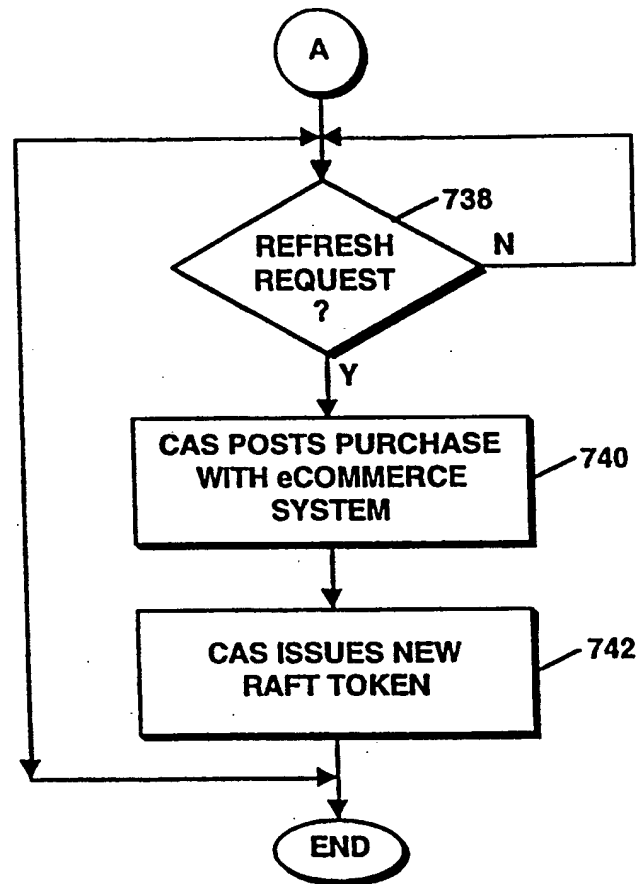 A
738
REFRESH
REQUEST
?
N
Y
CAS POSTS PURCHASE
WITH eCOMMERCE
SYSTEM
740
CAS ISSUES NEW
RAFT TOKEN
742
END